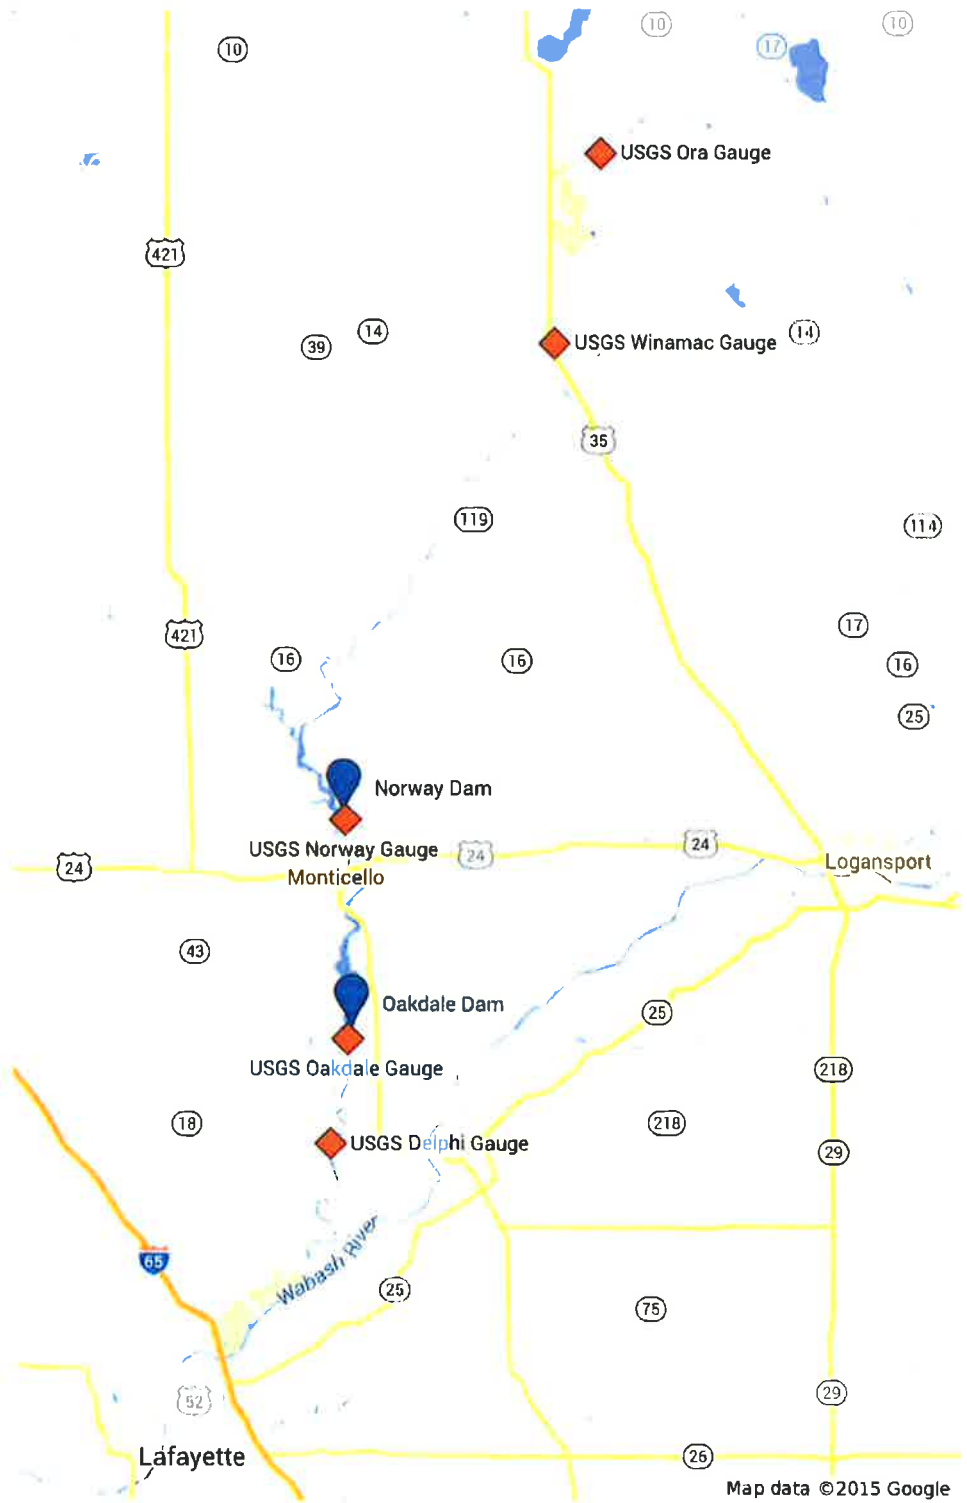 10
10
10
17
USGS Ora Gauge
421
14
39
14
USGS Winamac Gauge
35
119
114
421
17
16
16
16
25
Norway Dam
USGS Norway Gauge
24
24
24
Logansport
Monticello
43
Oakdale Dam
25
USGS Oakdale Gauge
218
18
218
USGS Delphi Gauge
29
Wabash River
65
25
75
29
52
Lafayette
26
Map data ©2015 Google